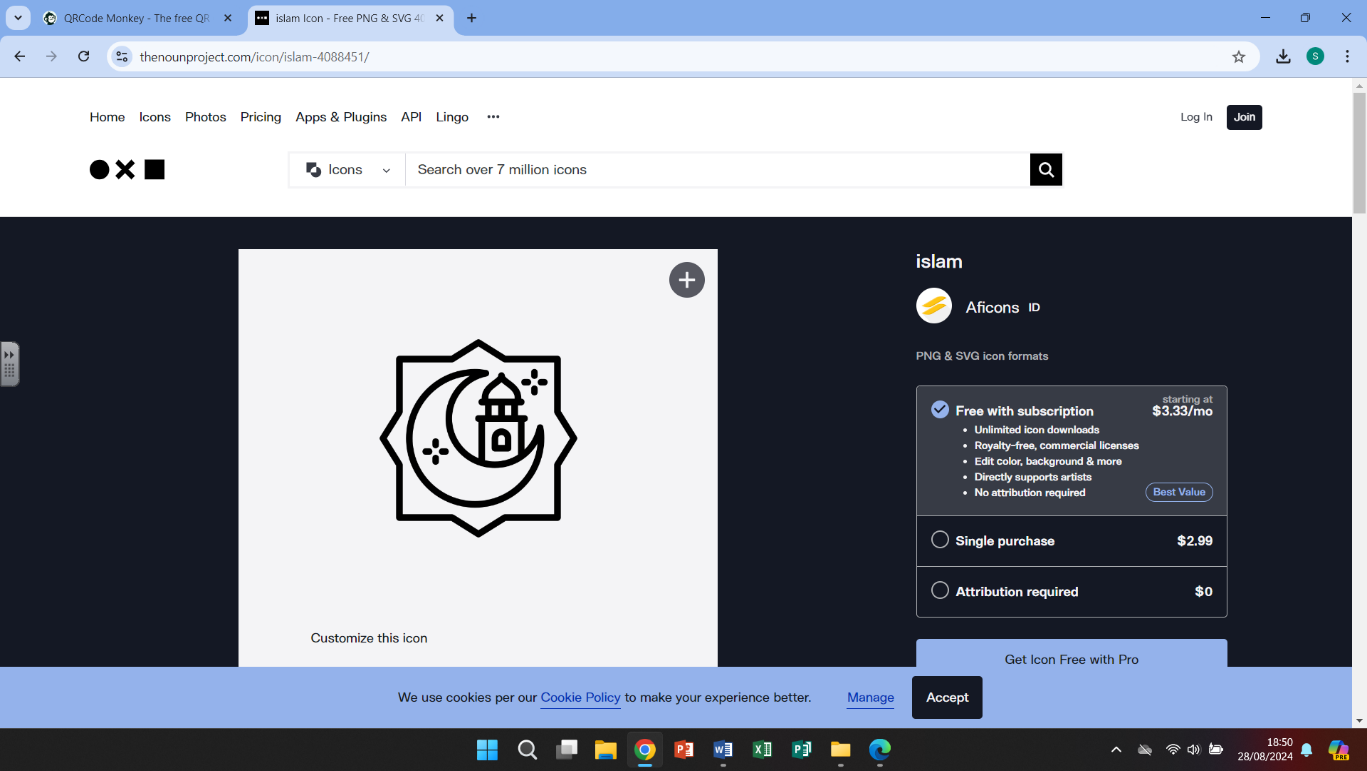 QRCode Monkey - The free QR
islam Icon - Free PNG & SVG 40
thenounproject.com/icon/islam-4088451/
S
Home Icons Photos Pricing Apps & Plugins API Lingo •••
Log In Join
Icons Search over 7 million icons
islam
Aficons ID
PNG & SVG icon formats
starting at
Free with subscription $3.33/mo
• Unlimited icon downloads
• Royalty-free, commercial licenses
• Edit color, background & more
• Directly supports artists
• No attribution required
Best Value
Single purchase $2.99
Attribution required $0
Customize this icon
Get Icon Free with Pro
We use cookies per our Cookie Policy to make your experience better. Manage Accept
18:50
28/08/2024
PRE